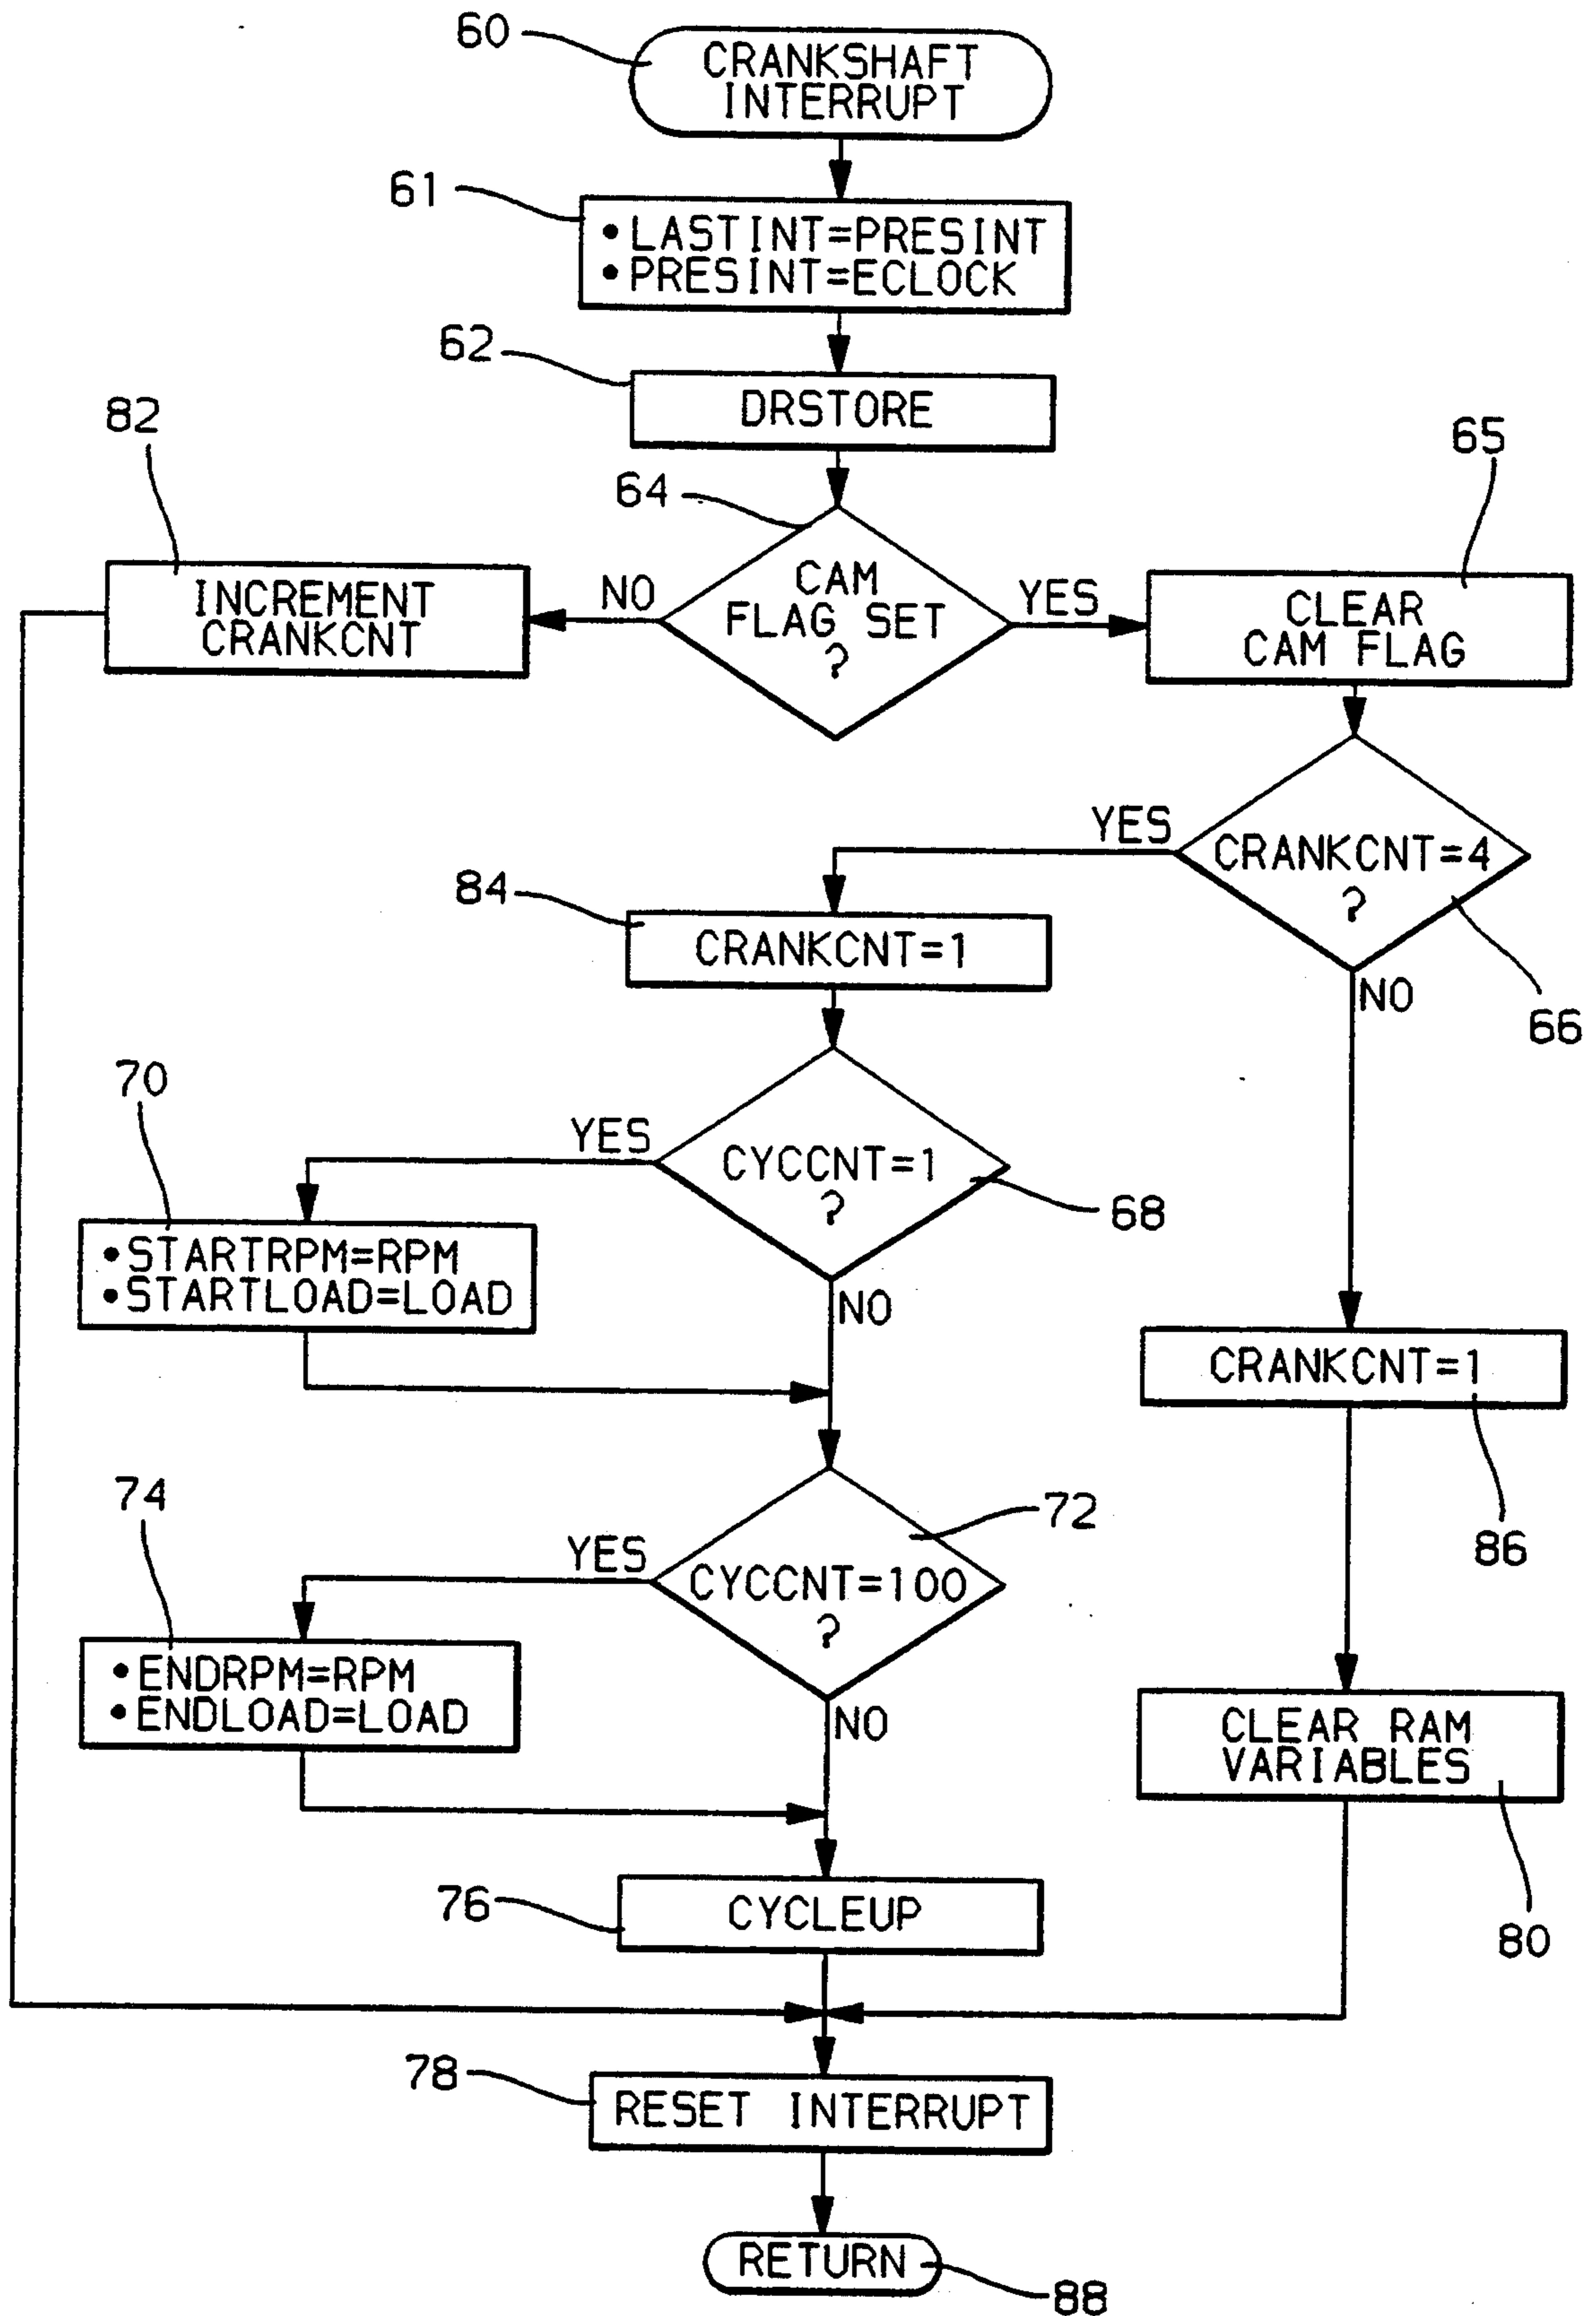 60
CRANKSHAFT
INTERRUPT
61
•LASTINT=PRESINT
•PRESINT=ECLOCK
62
DRSTORE
82
65
64
INCREMENT
CRANKCNT
NO
CAM
FLAG SET
?
YES
CLEAR
CAM FLAG
YES
CRANKCNT=4
?
66
NO
84
CRANKCNT=1
70
YES
CYCCNT=1
?
68
NO
•STARTRPM=RPM
•STARTLOAD=LOAD
CRANKCNT=1
86
74
72
YES
CYCCNT=100
?
NO
•ENDRPM=RPM
•ENDLOAD=LOAD
CLEAR RAM
VARIABLES
80
76
CYCLEUP
78
RESET INTERRUPT
RETURN
88